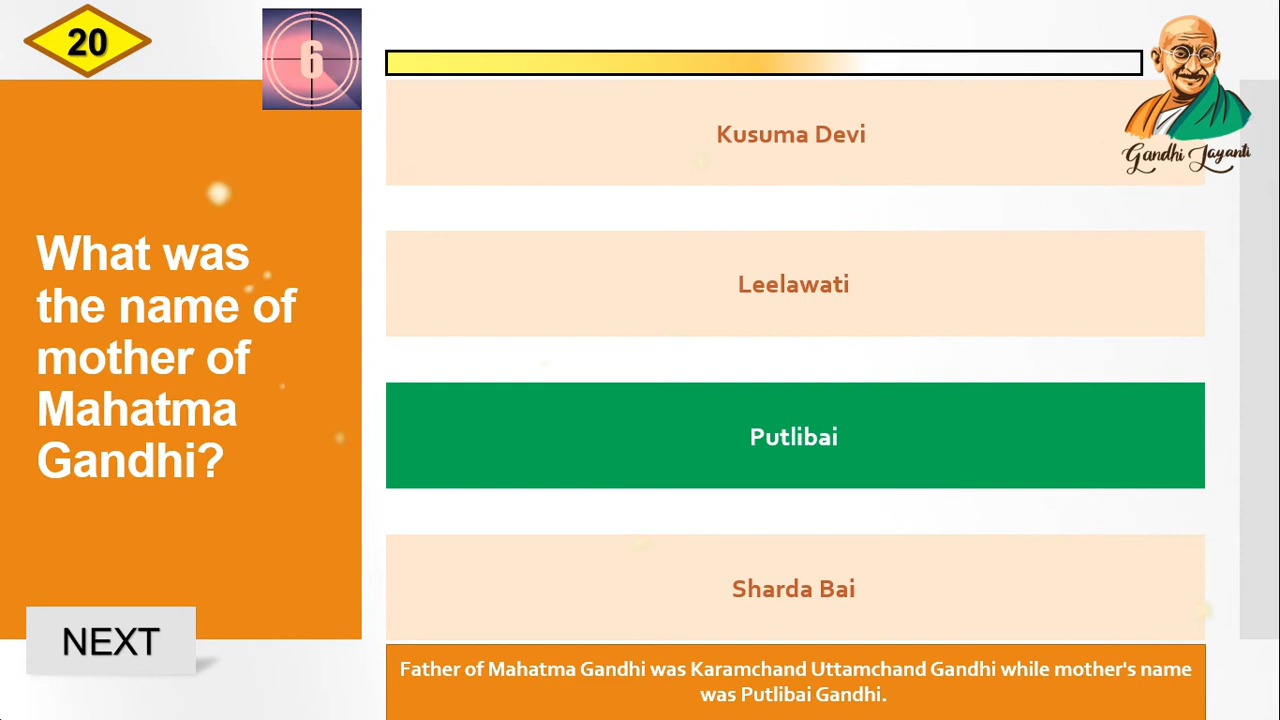 20
6
Gandhi Jayanti
What was
the name of
mother of
Mahatma
Gandhi?
Kusuma Devi
Leelawati
Putlibai
Sharda Bai
NEXT
Father of Mahatma Gandhi was Karamchand Uttamchand Gandhi while mother's name
was Putlibai Gandhi.